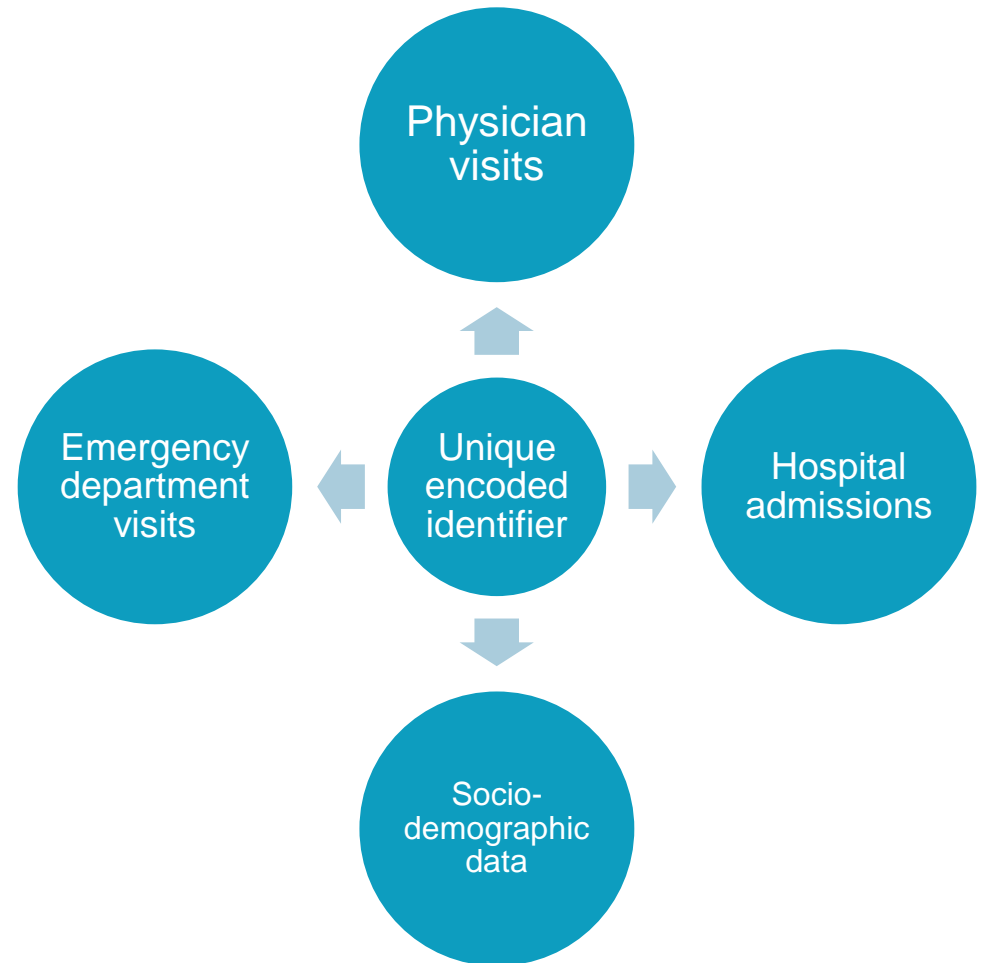 Physician
visits
Emergency
department
visits
Unique
encoded
identifier
Hospital
admissions
Socio-
demographic
data